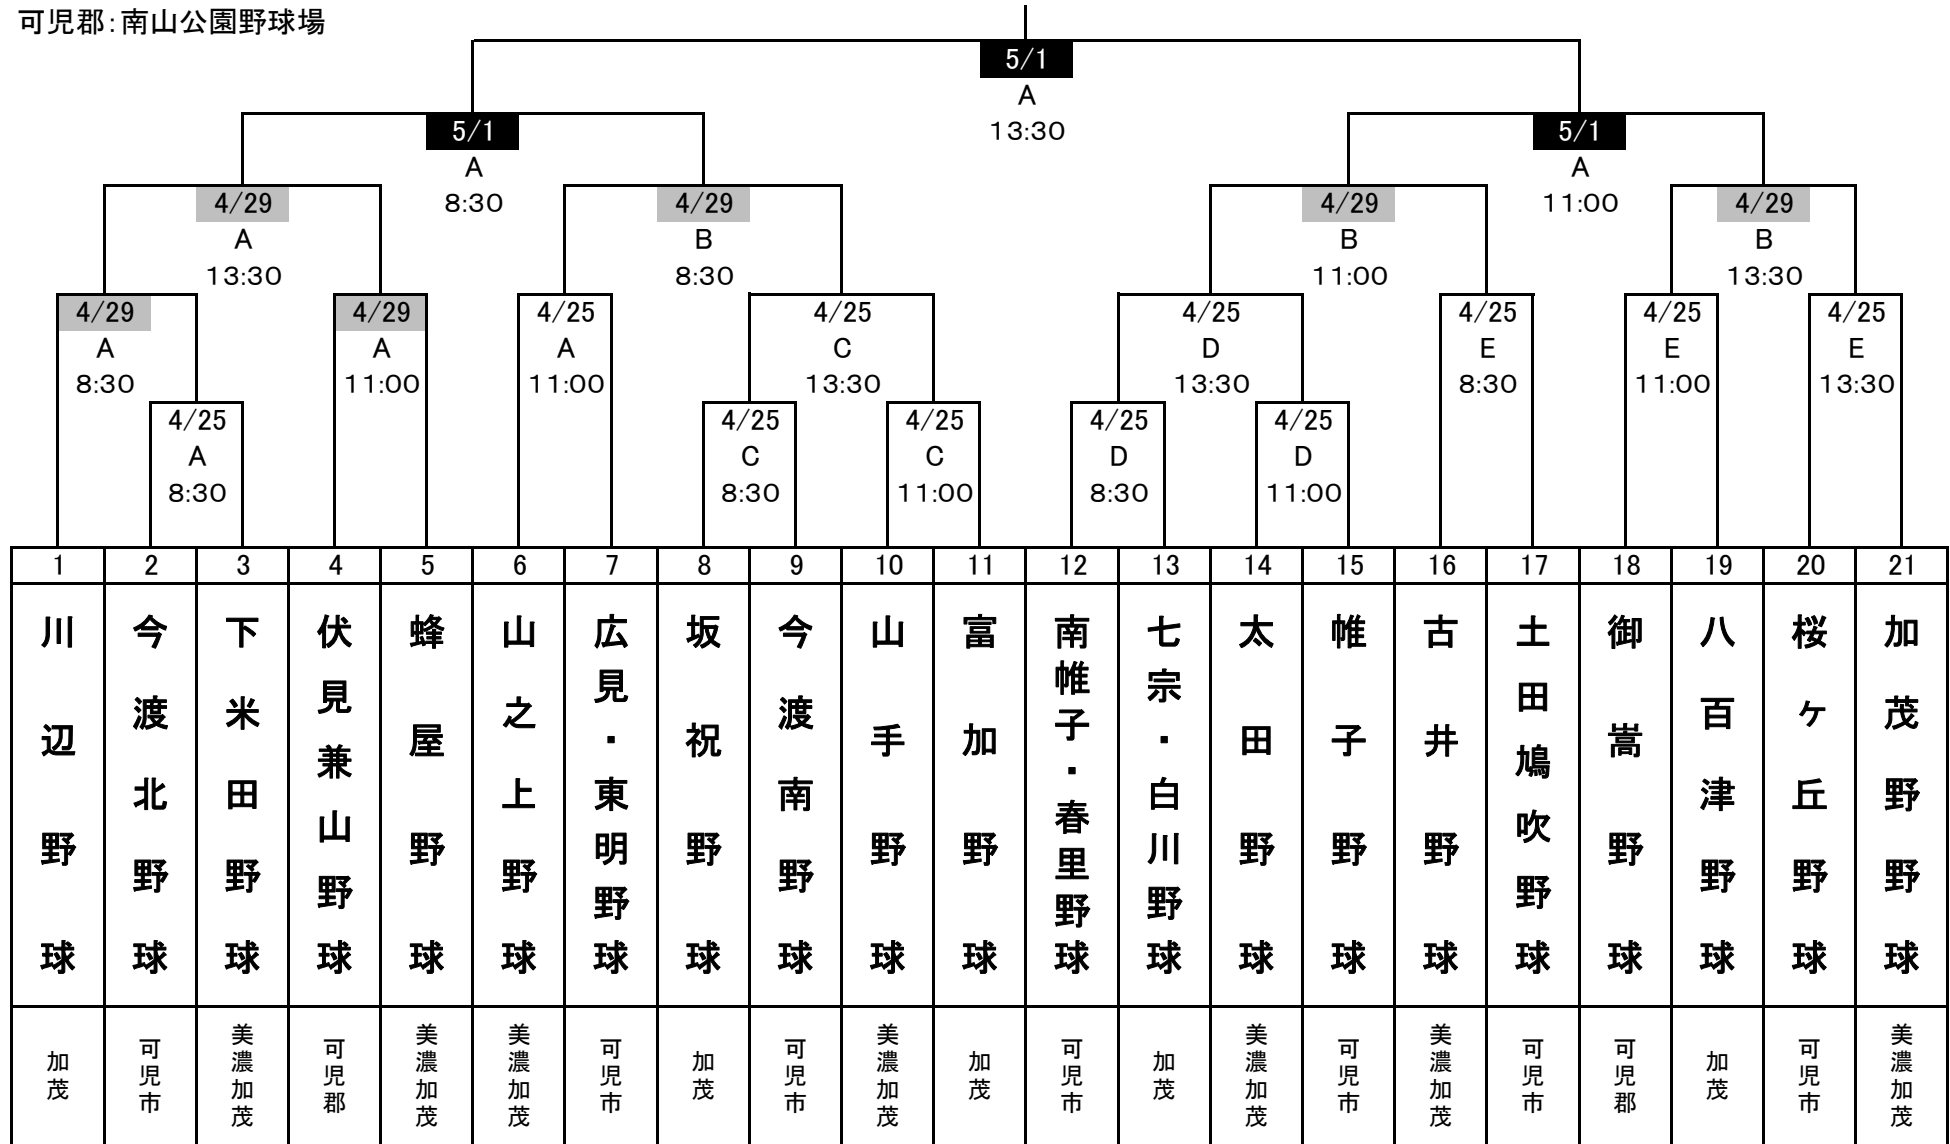 可児郡：南山公園野球場
5/1
A
13:30
5/1
A
8:30
5/1
A
11:00
4/29
A
13:30
4/29
B
8:30
4/29
B
11:00
4/29
B
13:30
4/29
A
8:30
4/29
A
11:00
4/25
A
11:00
4/25
C
13:30
4/25
D
13:30
4/25
E
8:30
4/25
E
11:00
4/25
E
13:30
4/25
A
8:30
4/25
C
8:30
4/25
C
11:00
4/25
D
8:30
4/25
D
11:00
1 2 3 4 5 6 7 8 9 10 11 12 13 14 15 16 17 18 19 20 21
川辺野球
今渡北野球
下米田野球
伏見兼山野球
蜂屋野球
山之上野球
広見・東明野球
坂祝野球
今渡南野球
山手野球
富加野球
南帷子・春里野球
七宗・白川野球
太田野球
帷子野球
古井野球
土田鳩吹野球
御嵩野球
八百津野球
桜ヶ丘野球
加茂野野球
加茂
可児市
美濃加茂
可児郡
美濃加茂
美濃加茂
可児市
加茂
可児市
美濃加茂
加茂
可児市
加茂
美濃加茂
可児市
美濃加茂
可児市
可児郡
加茂
可児市
美濃加茂